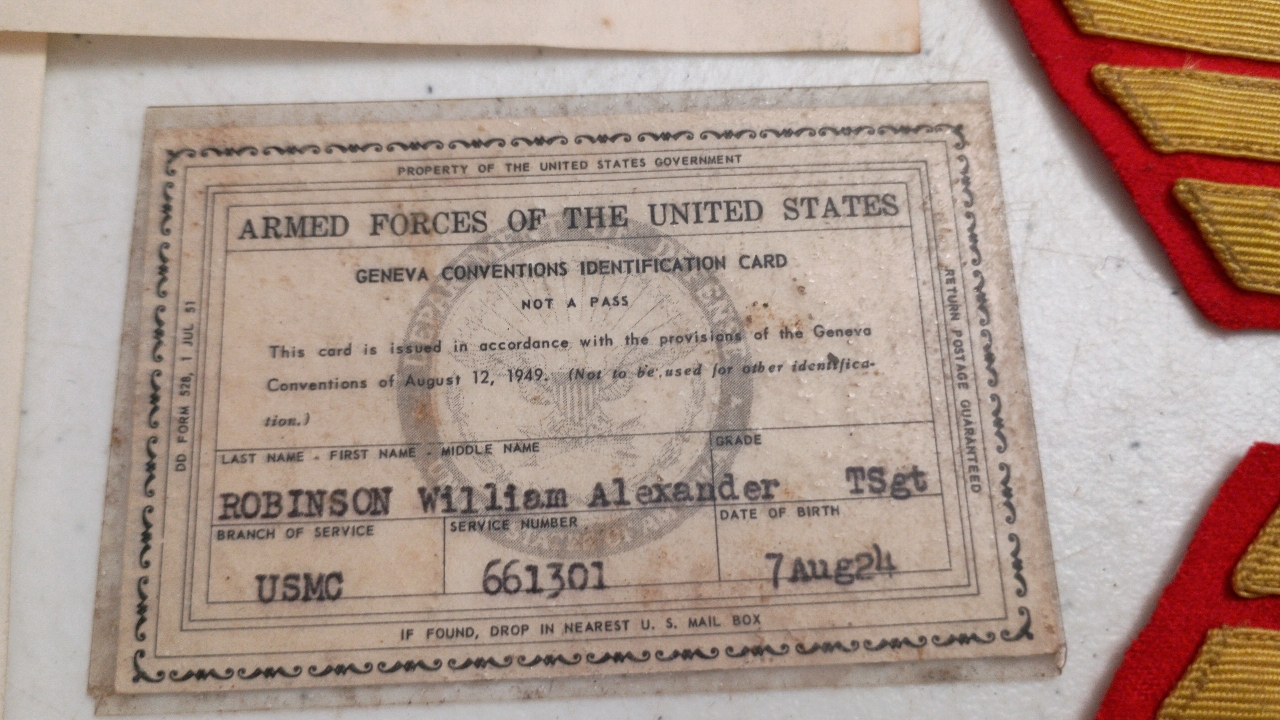 PROPERTY OF THE UNITED STATES GOVERNMENT
ARMED FORCES OF THE UNITED STATES
GENEVA CONVENTIONS IDENTIFICATION CARD
NOT A PASS
This card is issued in accordance with the provisions of the Geneva
Conventions of August 12, 1949. (Not to be used for other identifica-
tion.)
LAST NAME - FIRST NAME - MIDDLE NAME
GRADE
ROBINSON William Alexander TSgt
BRANCH OF SERVICE
SERVICE NUMBER
DATE OF BIRTH
USMC
661301
7Aug24
IF FOUND, DROP IN NEAREST U. S. MAIL BOX
DD FORM 528, 1 JUL 51
RETURN POSTAGE GUARANTEED